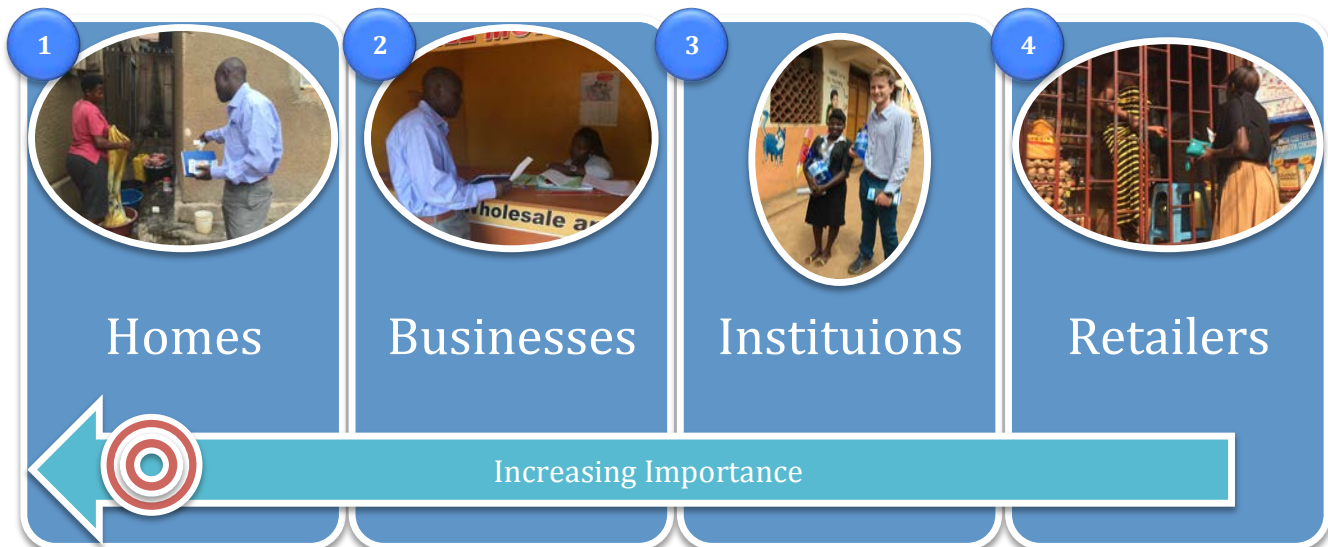 1
2
3
4
Wholesale a
Homes
Businesses
Instituions
Retailers
Increasing Importance